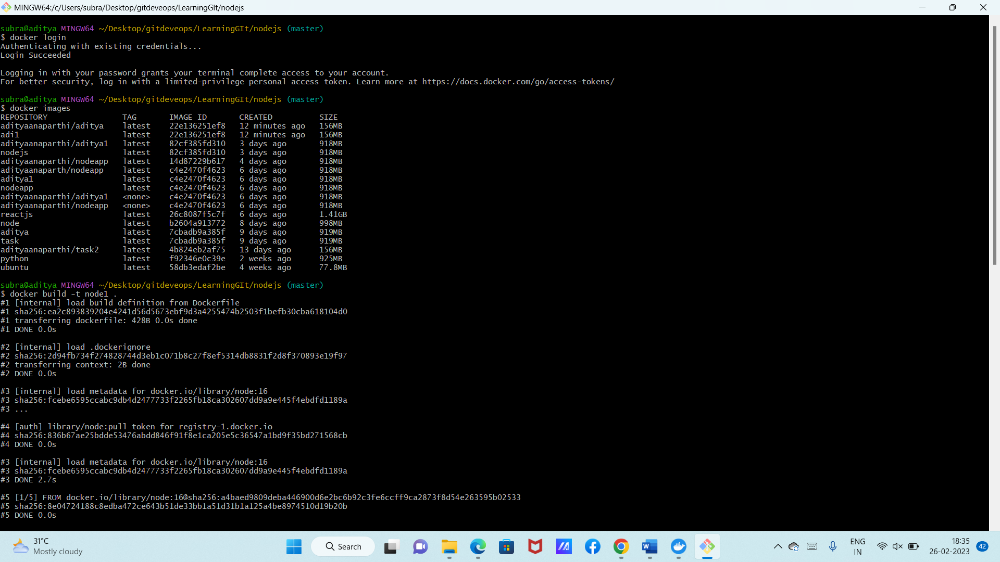 MINGW64:/c/Users/subra/Desktop/gitdeveops/LearningGIt/nodejs
subra@aditya MINGW64 ~/Desktop/gitdeveops/LearningGIt/nodejs (master)
$ docker login
Authenticating with existing credentials...
Login Succeeded
Logging in with your password grants your terminal complete access to your account.
For better security, log in with a limited-privilege personal access token. Learn more at https://docs.docker.com/go/access-tokens/
subra@aditya MINGW64 ~/Desktop/gitdeveops/LearningGIt/nodejs (master)
$ docker images
REPOSITORY TAG IMAGE ID CREATED SIZE
adityaanaparthi/aditya latest 22e136251ef8 12 minutes ago 156MB
adi1 latest 22e136251ef8 12 minutes ago 156MB
adityaanaparthi/aditya1 latest 82cf385fd310 3 days ago 918MB
nodejs latest 82cf385fd310 3 days ago 918MB
adityaanaparthi/nodeapp latest 14d87229b617 4 days ago 918MB
adityaanaparth/nodeapp latest c4e2470f4623 6 days ago 918MB
aditya1 latest c4e2470f4623 6 days ago 918MB
nodeapp latest c4e2470f4623 6 days ago 918MB
adityaanaparthi/aditya1 <none> c4e2470f4623 6 days ago 918MB
adityaanaparthi/nodeapp <none> c4e2470f4623 6 days ago 918MB
reactjs latest 26c8087f5c7f 6 days ago 1.41GB
node latest b2604a913772 8 days ago 998MB
aditya latest 7cbadb9a385f 9 days ago 919MB
task latest 7cbadb9a385f 9 days ago 919MB
adityaanaparthi/task2 latest 4b824eb2af75 13 days ago 156MB
python latest f92346e0c39e 2 weeks ago 925MB
ubuntu latest 58db3edaf2be 4 weeks ago 77.8MB
subra@aditya MINGW64 ~/Desktop/gitdeveops/LearningGIt/nodejs (master)
$ docker build -t node1 .
#1 [internal] load build definition from Dockerfile
#1 sha256:ea2c893839204e4241d56d5673ebf9d3a4255474b2503f1befb30cba618104d0
#1 transferring dockerfile: 428B 0.0s done
#1 DONE 0.0s
#2 [internal] load .dockerignore
#2 sha256:2d94fb734f274828744d3eb1c071b8c27f8ef5314db8831f2d8f370893e19f97
#2 transferring context: 2B done
#2 DONE 0.0s
#3 [internal] load metadata for docker.io/library/node:16
#3 sha256:fcebe6595ccabc9db4d2477733f2265fb18ca302607dd9a9e445f4ebdfd1189a
#3 ...
#4 [auth] library/node:pull token for registry-1.docker.io
#4 sha256:836b67ae25bdde53476abdd846f91f8e1ca205e5c36547a1bd9f35bd271568cb
#4 DONE 0.0s
#3 [internal] load metadata for docker.io/library/node:16
#3 sha256:fcebe6595ccabc9db4d2477733f2265fb18ca302607dd9a9e445f4ebdfd1189a
#3 DONE 2.7s
#5 [1/5] FROM docker.io/library/node:16@sha256:a4baed9809deba446900d6e2bc6b92c3fe6ccff9ca2873f8d54e263595b02533
#5 sha256:8e04724188c8edba472ce643b51de33bb1a51d31b1a125a4be8974510d19b20b
#5 DONE 0.0s
31°C
Mostly cloudy
Search
W
ENG
IN
18:35
26-02-2023
42